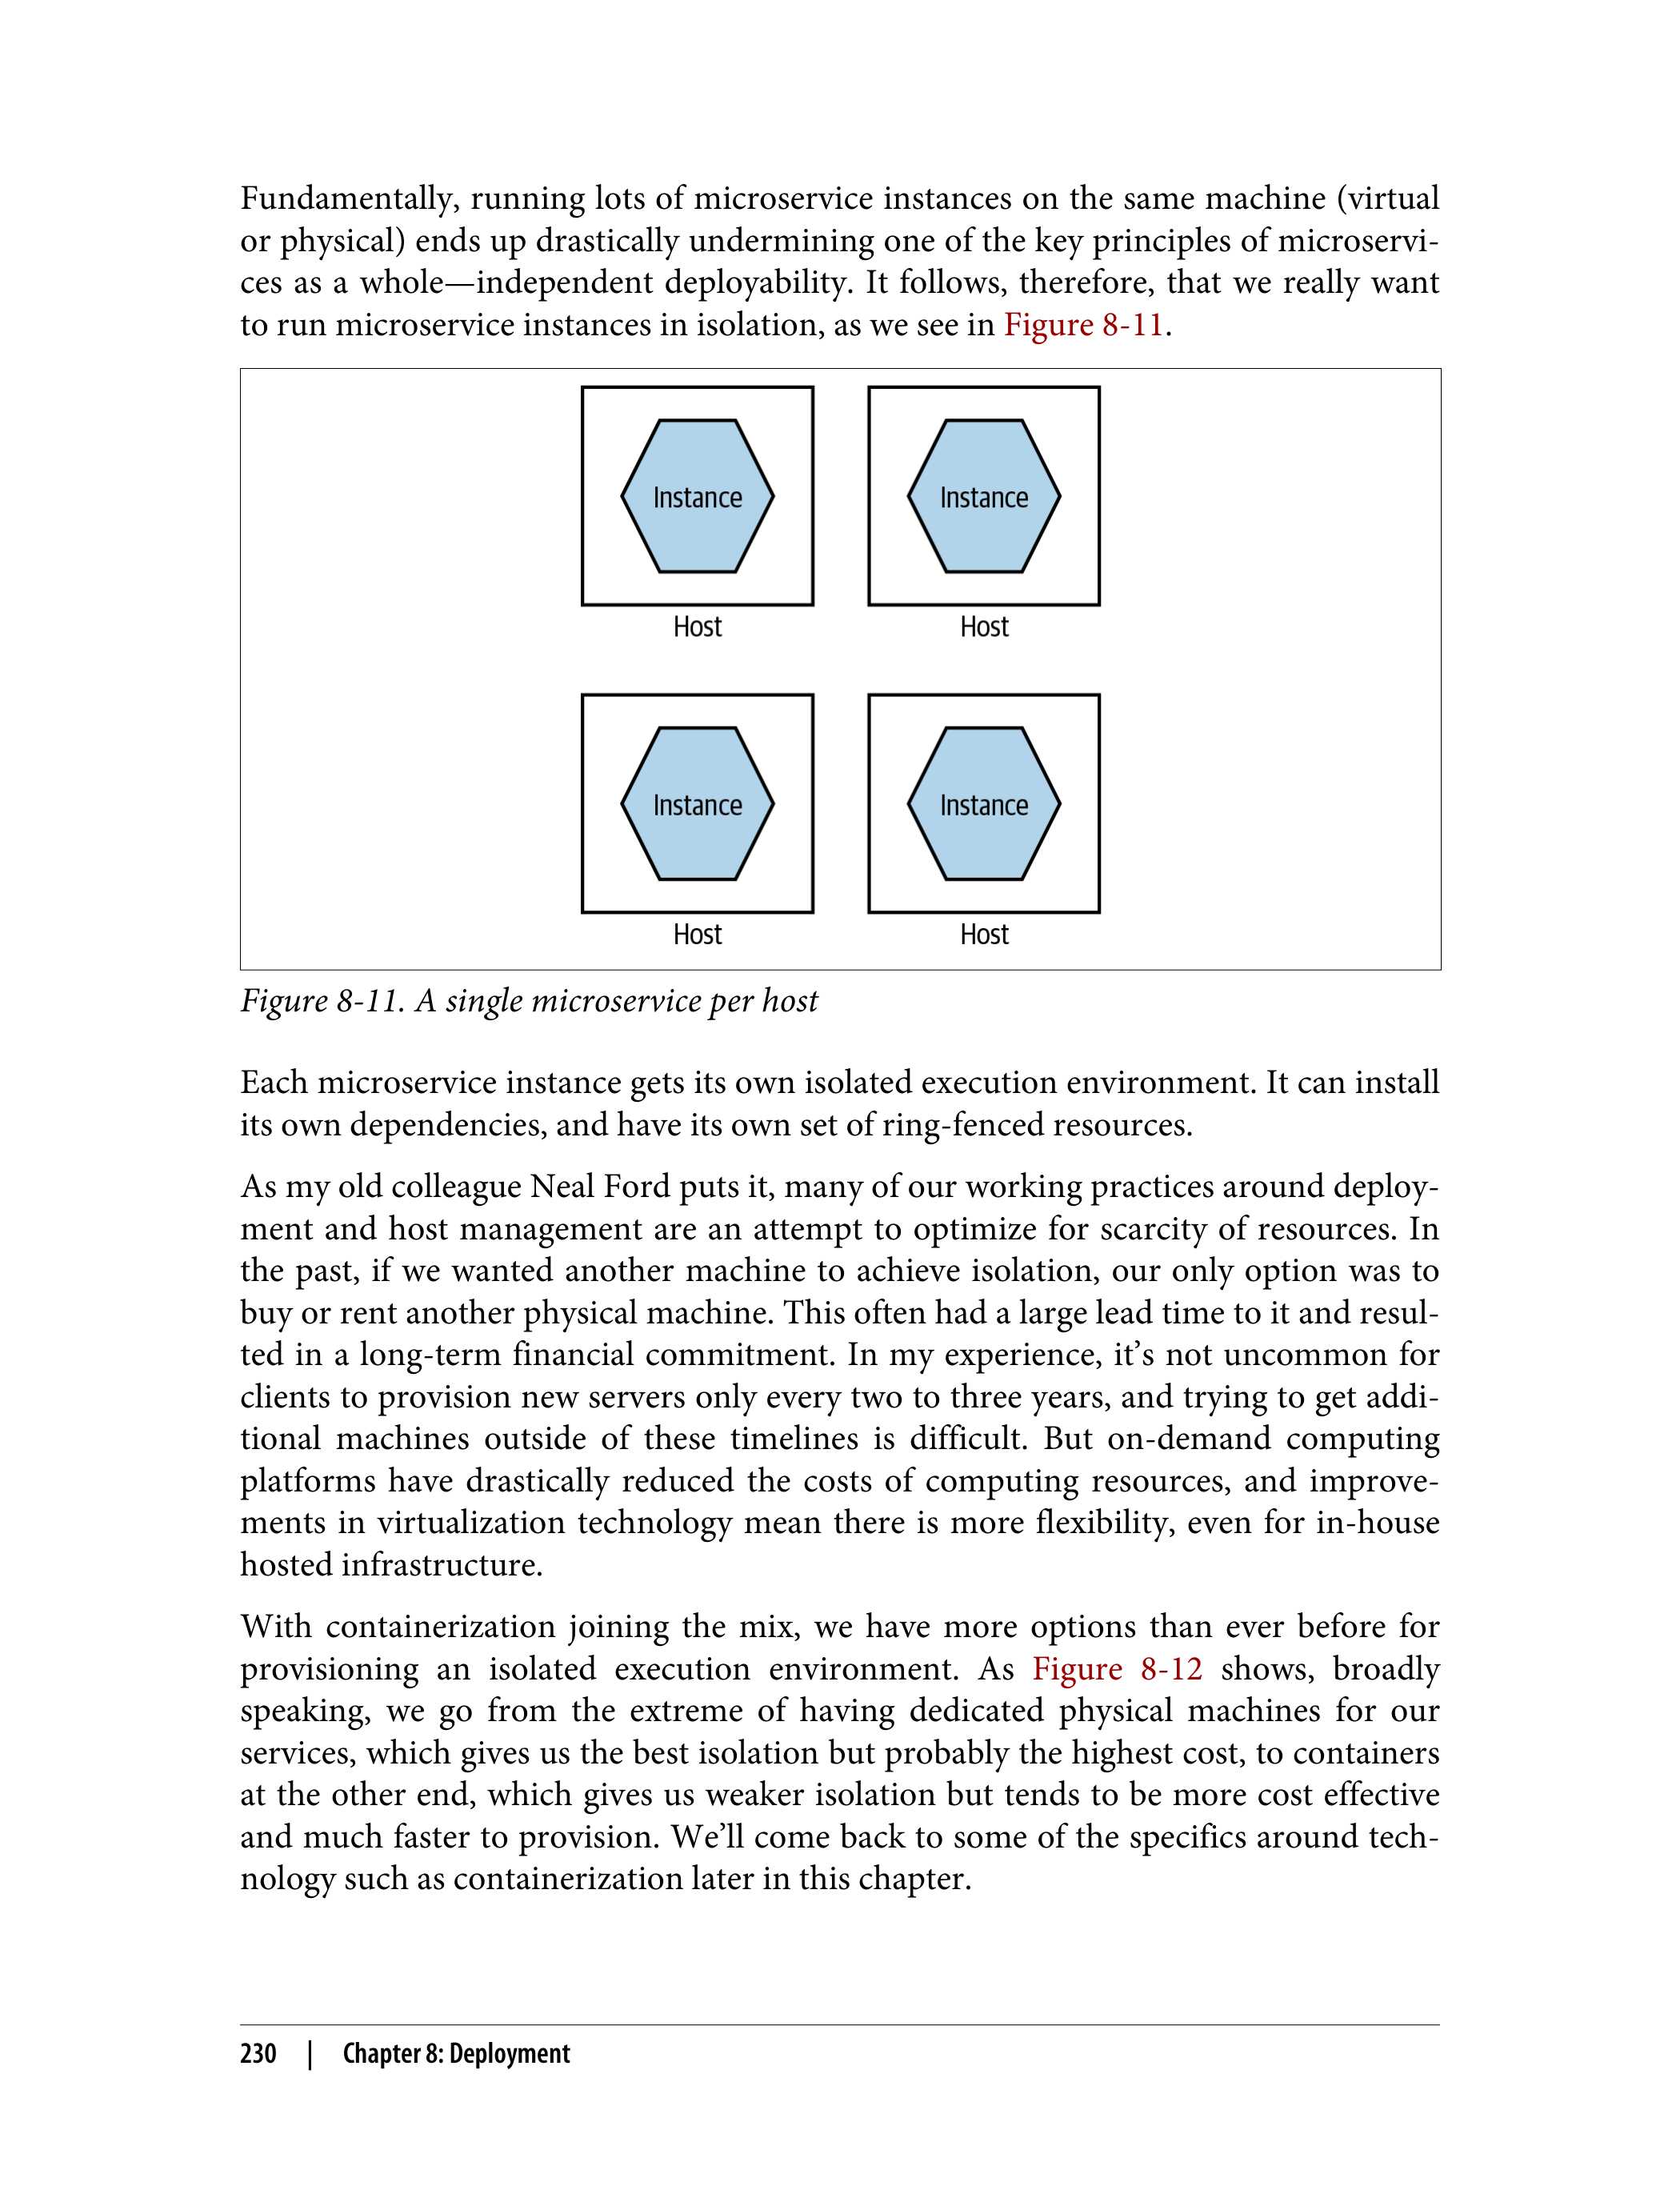 Fundamentally, running lots of microservice instances on the same machine (virtual
or physical) ends up drastically undermining one of the key principles of microservi-
ces as a whole—independent deployability. It follows, therefore, that we really want
to run microservice instances in isolation, as we see in Figure 8-11.
Instance
Instance
Host
Host
Instance
Instance
Host
Host
Figure 8-11. A single microservice per host
Each microservice instance gets its own isolated execution environment. It can install
its own dependencies, and have its own set of ring-fenced resources.
As my old colleague Neal Ford puts it, many of our working practices around deploy-
ment and host management are an attempt to optimize for scarcity of resources. In
the past, if we wanted another machine to achieve isolation, our only option was to
buy or rent another physical machine. This often had a large lead time to it and resul-
ted in a long-term financial commitment. In my experience, it’s not uncommon for
clients to provision new servers only every two to three years, and trying to get addi-
tional machines outside of these timelines is difficult. But on-demand computing
platforms have drastically reduced the costs of computing resources, and improve-
ments in virtualization technology mean there is more flexibility, even for in-house
hosted infrastructure.
With containerization joining the mix, we have more options than ever before for
provisioning an isolated execution environment. As Figure 8-12 shows, broadly
speaking, we go from the extreme of having dedicated physical machines for our
services, which gives us the best isolation but probably the highest cost, to containers
at the other end, which gives us weaker isolation but tends to be more cost effective
and much faster to provision. We’ll come back to some of the specifics around tech-
nology such as containerization later in this chapter.
230 | Chapter 8: Deployment